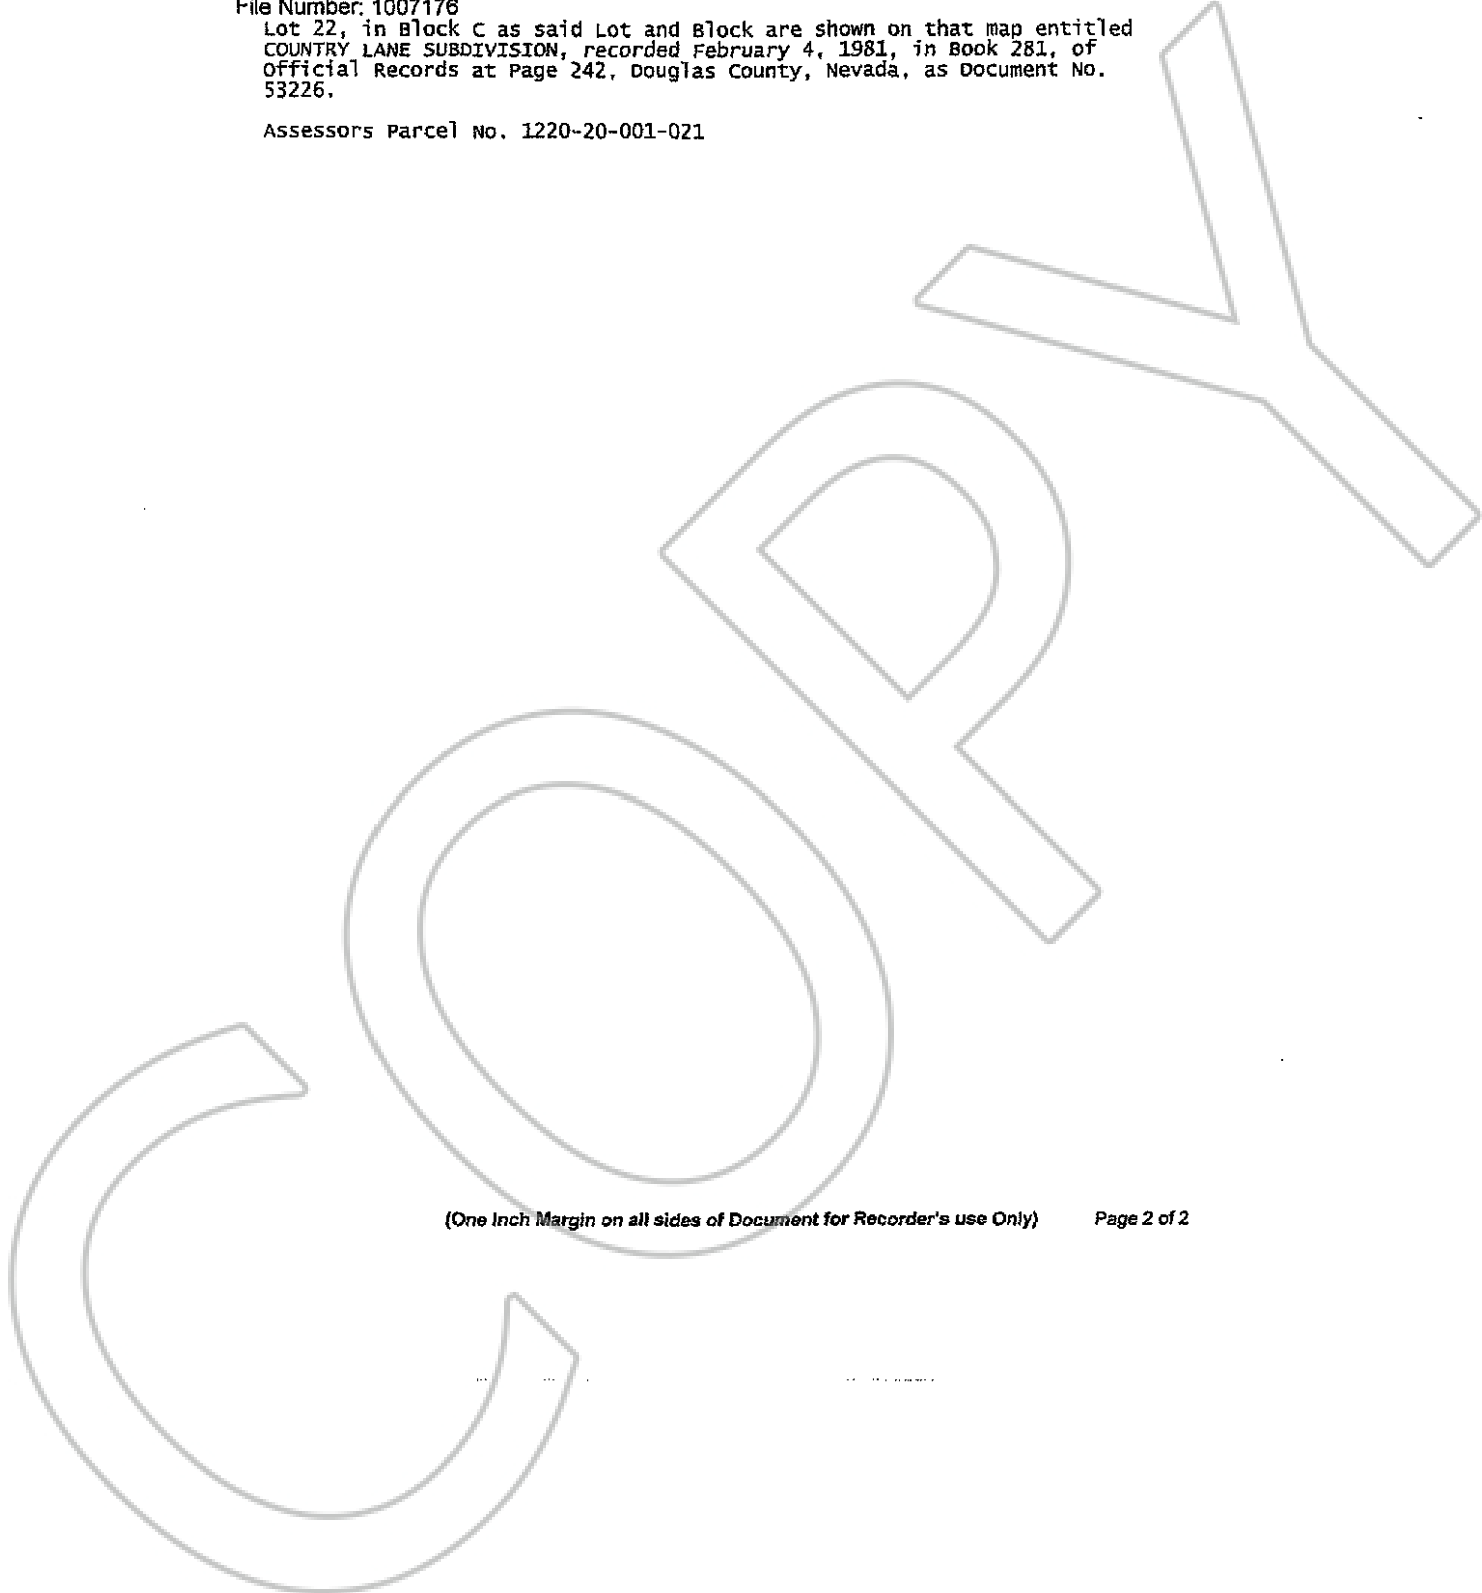 File Number: 1007176
Lot 22, in Block C as said Lot and Block are shown on that map entitled
COUNTRY LANE SUBDIVISION, recorded February 4, 1981, in Book 281, of
Official Records at Page 242, Douglas County, Nevada, as Document No.
53226.
Assessors Parcel No. 1220-20-001-021
COPY
(One Inch Margin on all sides of Document for Recorder's use Only) Page 2 of 2